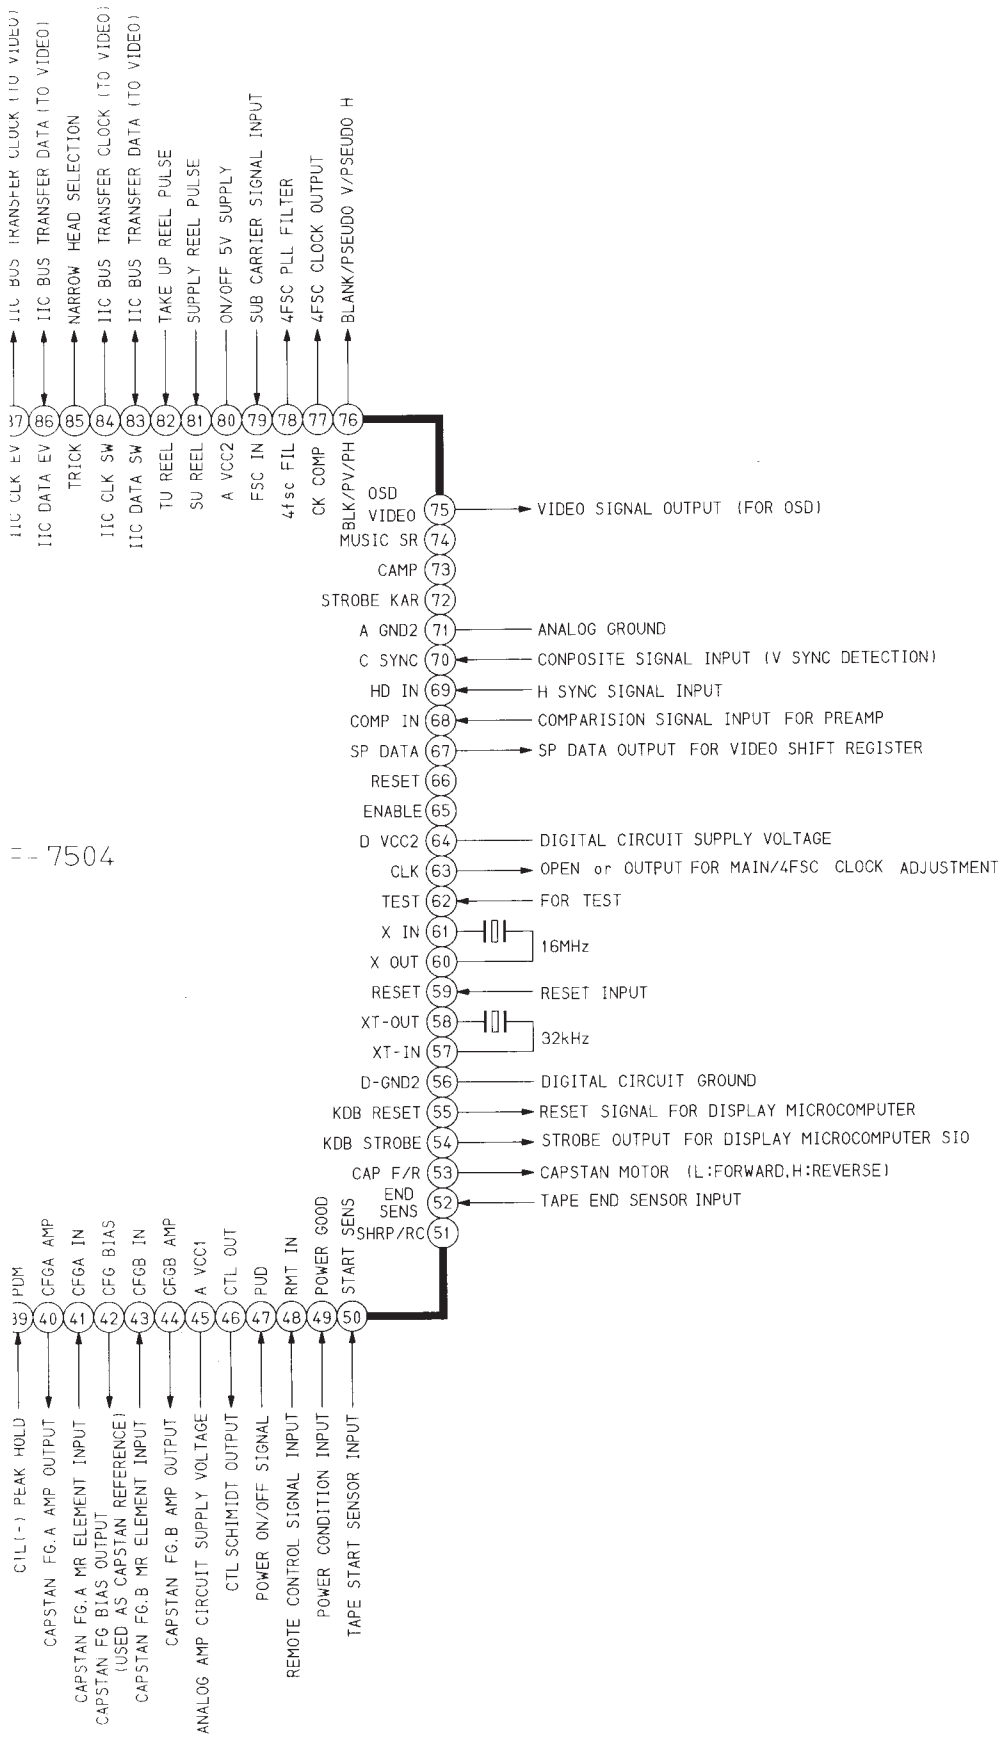 IIC BUS TRANSFER CLOCK (TO VIDEO)
IIC BUS TRANSFER DATA (TO VIDEO)
NARROW HEAD SELECTION
IIC BUS TRANSFER CLOCK (TO VIDEO)
IIC BUS TRANSFER DATA (TO VIDEO)
TAKE UP REEL PULSE
SUPPLY REEL PULSE
ON/OFF 5V SUPPLY
SUB CARRIER SIGNAL INPUT
4FSC PLL FILTER
4FSC CLOCK OUTPUT
BLANK/PSEUDO V/PSEUDO H
87 86 85 84 83 82 81 80 79 78 77 76
IIC CLK EV
IIC DATA EV
TRICK
IIC CLK SW
IIC DATA SW
TU REEL
SU REEL
A VCC2
FSC IN
4fsc FIL
CK COMP
BLK/PV/PH
OSD
VIDEO 75 VIDEO SIGNAL OUTPUT (FOR OSD)
MUSIC SR 74
CAMP 73
STROBE KAR 72
A GND2 71 ANALOG GROUND
C SYNC 70 CONPOSITE SIGNAL INPUT (V SYNC DETECTION)
HD IN 69 H SYNC SIGNAL INPUT
COMP IN 68 COMPARISION SIGNAL INPUT FOR PREAMP
SP DATA 67 SP DATA OUTPUT FOR VIDEO SHIFT REGISTER
RESET 66
ENABLE 65
D VCC2 64 DIGITAL CIRCUIT SUPPLY VOLTAGE
7504
CLK 63 OPEN or OUTPUT FOR MAIN/4FSC CLOCK ADJUSTMENT
TEST 62 FOR TEST
X IN 61
16MHz
X OUT 60
RESET 59 RESET INPUT
XT-OUT 58
32kHz
XT-IN 57
D-GND2 56 DIGITAL CIRCUIT GROUND
KDB RESET 55 RESET SIGNAL FOR DISPLAY MICROCOMPUTER
KDB STROBE 54 STROBE OUTPUT FOR DISPLAY MICROCOMPUTER SIO
CAP F/R 53 CAPSTAN MOTOR (L:FORWARD,H:REVERSE)
END
SENS 52 TAPE END SENSOR INPUT
SHRP/RC 51
PDM
CFGA AMP
CFGA IN
CFG BIAS
CFGB IN
CFGB AMP
A VCC1
CTL OUT
PUD
RMT IN
POWER GOOD
START SENS
39 40 41 42 43 44 45 46 47 48 49 50
CTL(-) PEAK HOLD
CAPSTAN FG.A AMP OUTPUT
CAPSTAN FG.A MR ELEMENT INPUT
CAPSTAN FG BIAS OUTPUT
(USED AS CAPSTAN REFERENCE)
CAPSTAN FG.B MR ELEMENT INPUT
CAPSTAN FG.B AMP OUTPUT
ANALOG AMP CIRCUIT SUPPLY VOLTAGE
CTL SCHIMIDT OUTPUT
POWER ON/OFF SIGNAL
REMOTE CONTROL SIGNAL INPUT
POWER CONDITION INPUT
TAPE START SENSOR INPUT